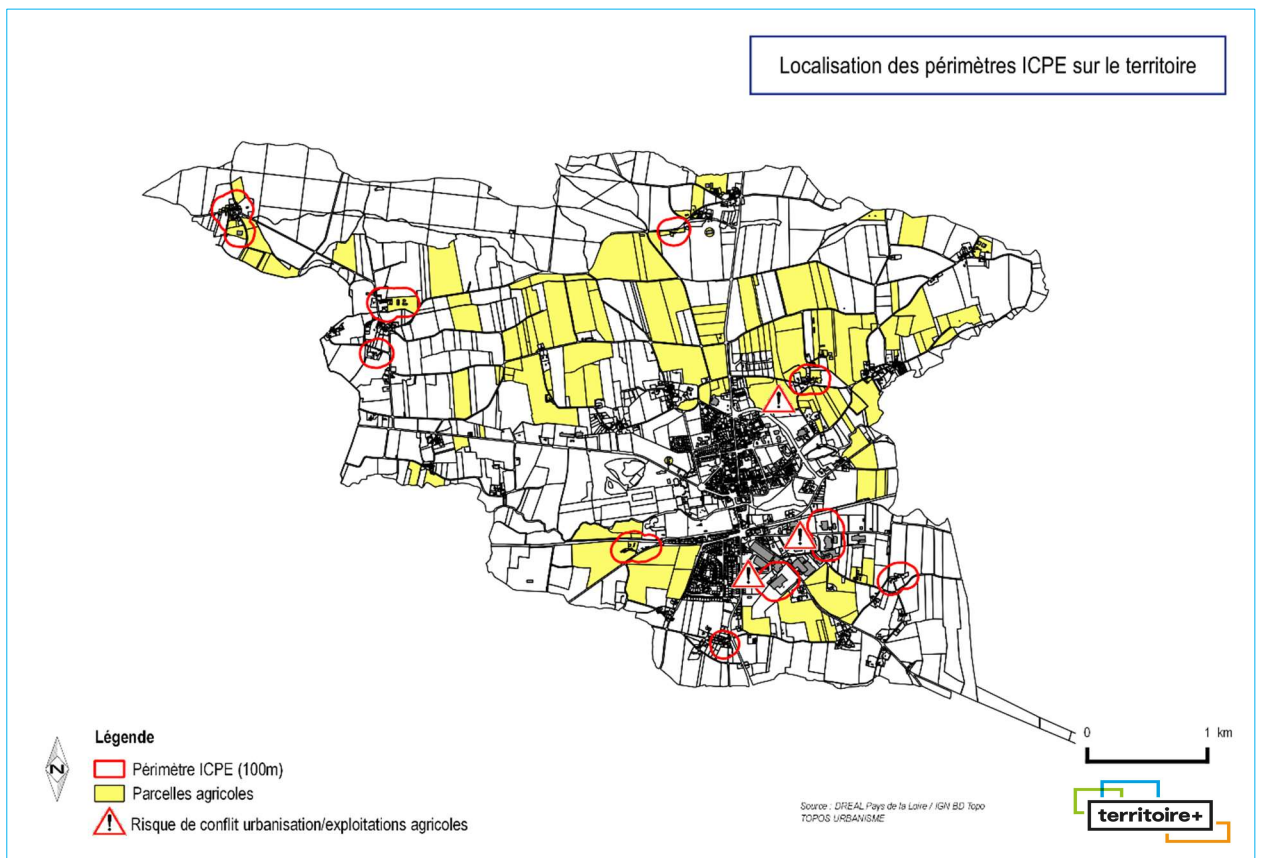 Localisation des périmètres ICPE sur le territoire
Légende
N
Périmètre ICPE (100m)
Parcelles agricoles
! Risque de conflit urbanisation/exploitations agricoles
!
!
!
0 1 km
Source : DREAL Pays de la Loire / IGN BD Topo
TOPOS URBANISME
territoire+